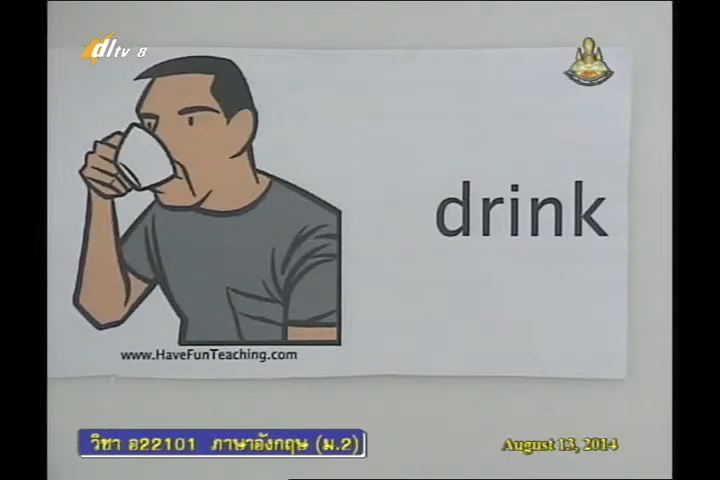 dltv 8
drink
www.HaveFunTeaching.com
วิชา อ22101 ภาษาอังกฤษ (ม.2)
August 13, 2014